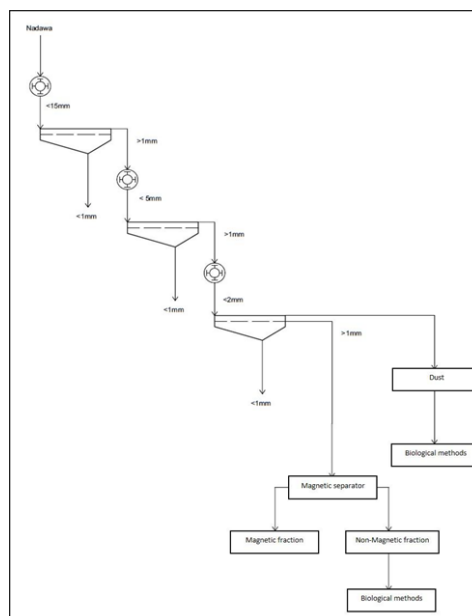 Nadawa
<15mm
>1mm
<1mm
< 5mm
>1mm
<1mm
<2mm
>1mm
<1mm
Dust
Biological methods
Magnetic separator
Magnetic fraction
Non-Magnetic fraction
Biological methods